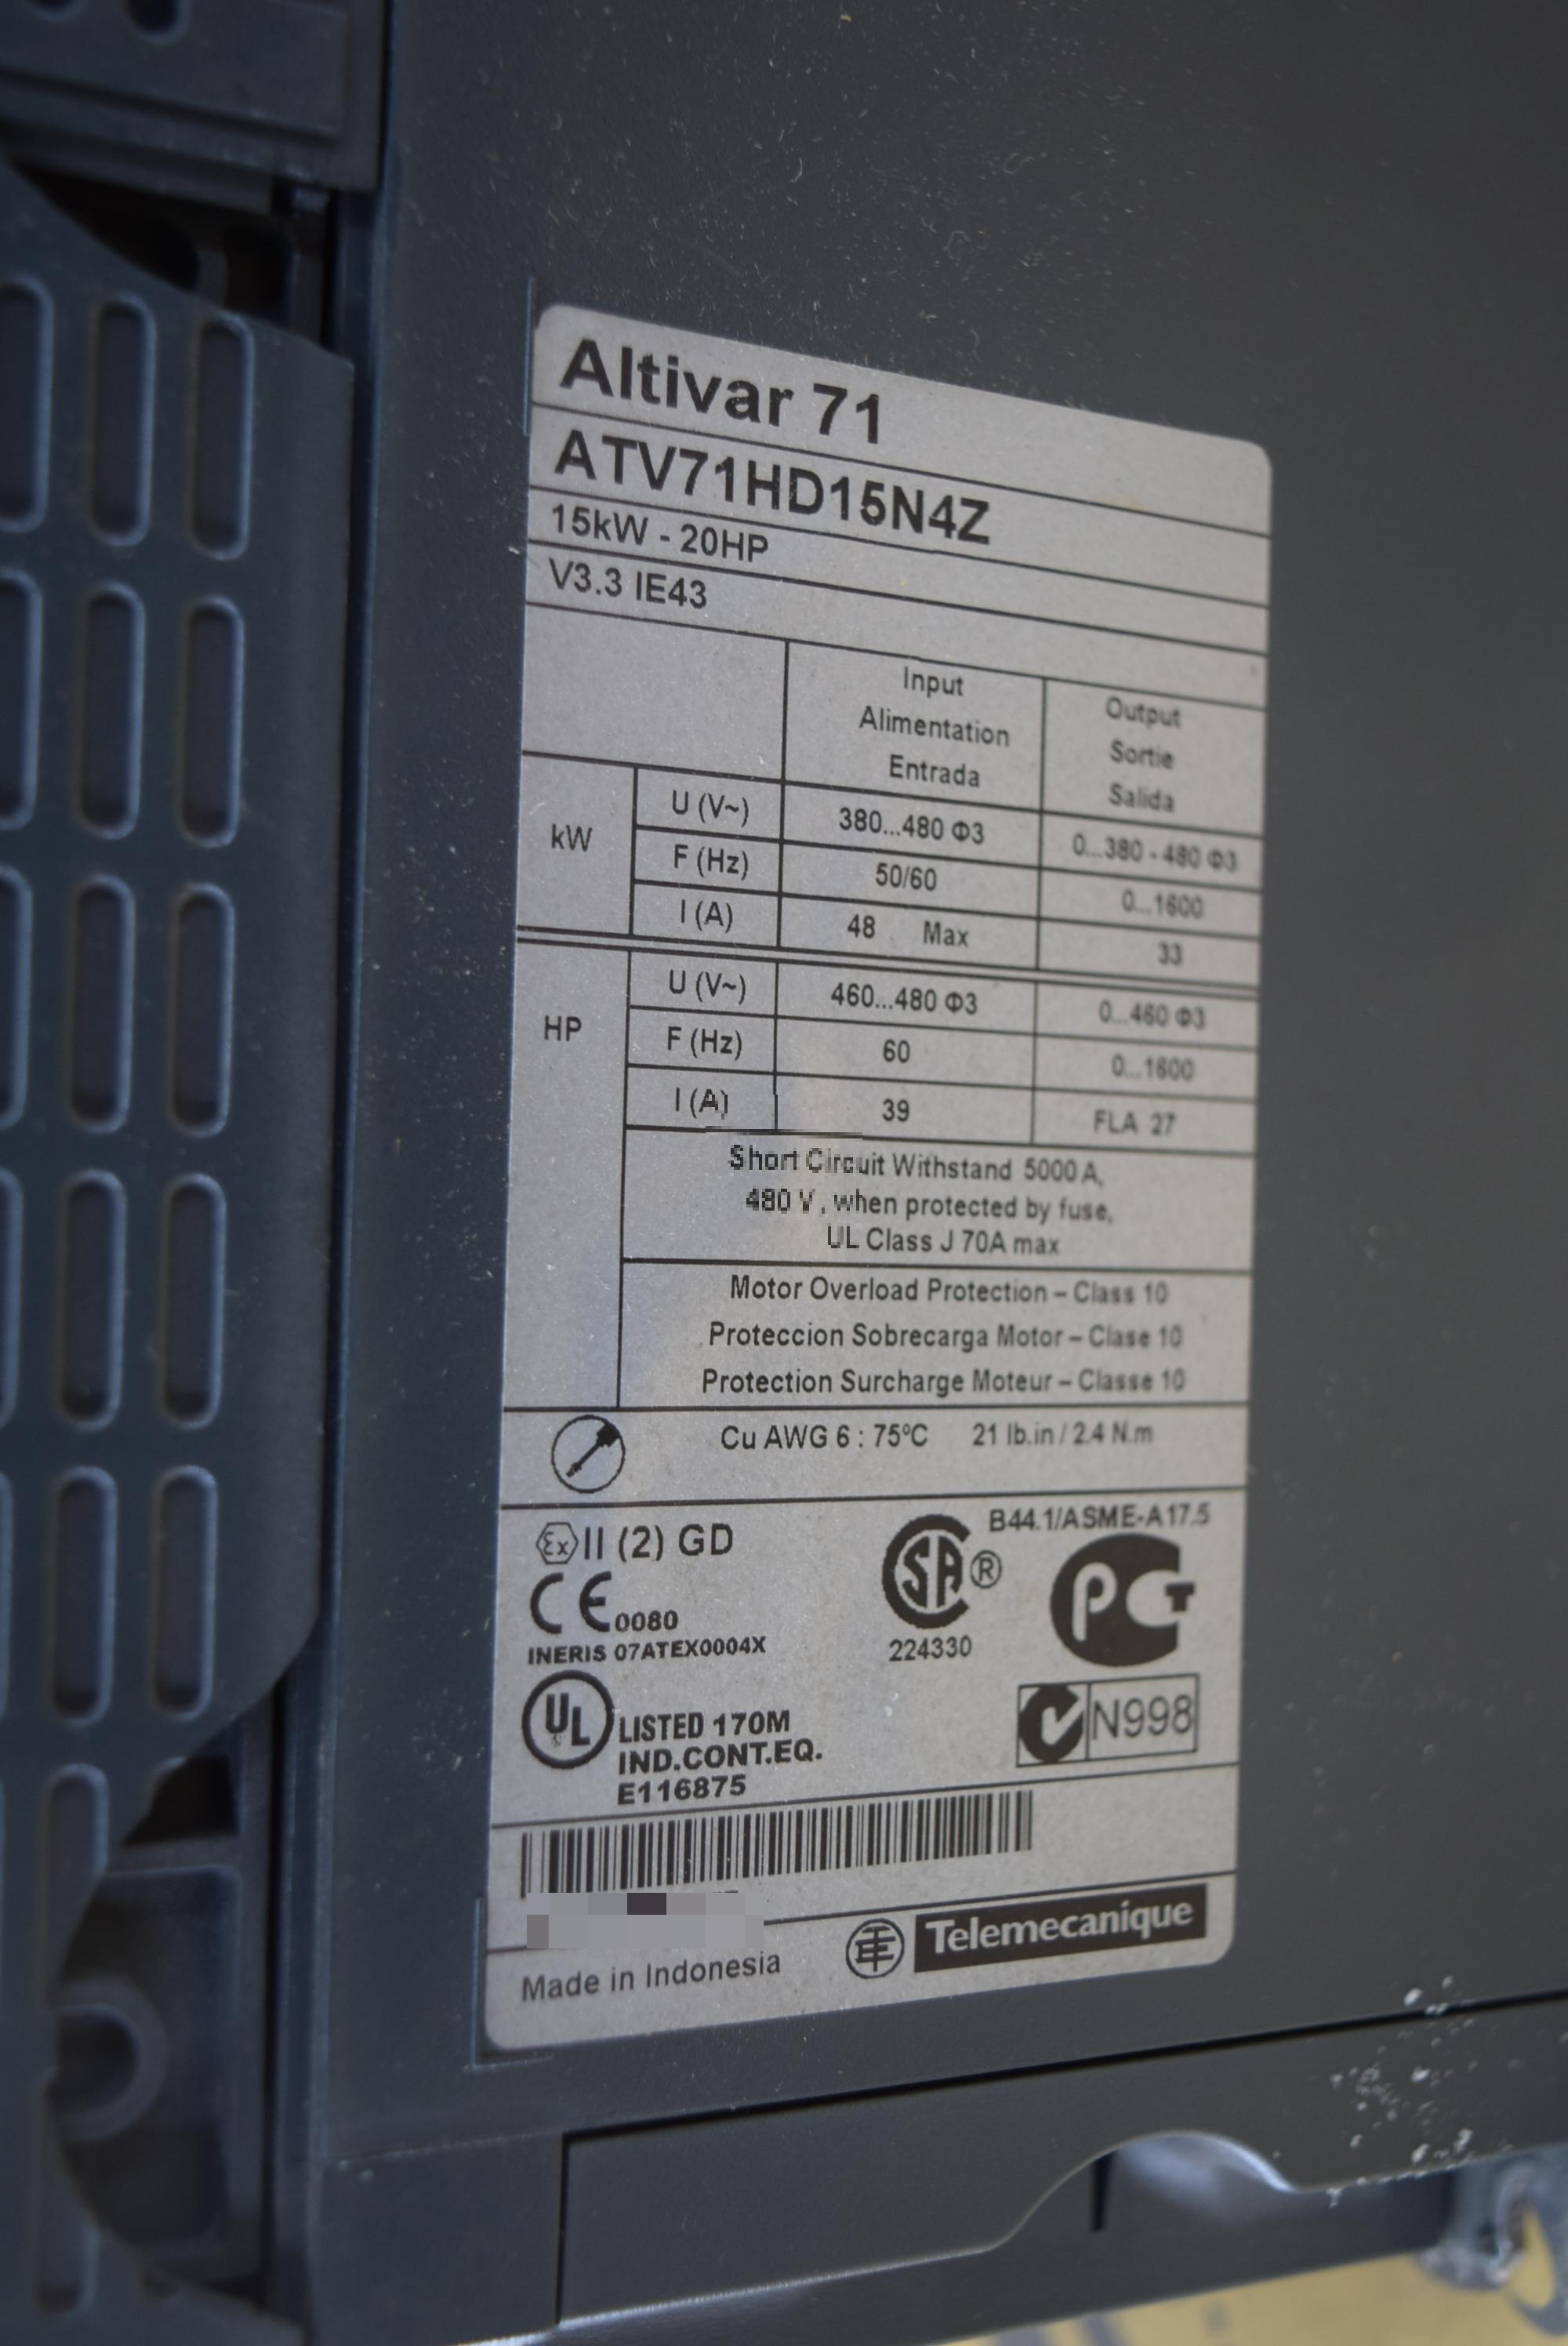 Altivar 71
ATV71HD15N4Z
15kW - 20HP
V3.3 IE43
Input Output
Alimentation Sortie
Entrada Salida
kW U (V~) 380...480 Φ3 0...380 - 480 Φ3
F (Hz) 50/60 0...1600
I (A) 48 Max 33
HP U (V~) 460...480 Φ3 0...460 Φ3
F (Hz) 60 0...1600
I (A) 39 FLA 27
Short Circuit Withstand 5000 A,
480 V, when protected by fuse,
UL Class J 70A max
Motor Overload Protection – Class 10
Proteccion Sobrecarga Motor – Clase 10
Protection Surcharge Moteur – Classe 10
Cu AWG 6 : 75ºC 21 lb.in / 2.4 N.m
Ex II (2) GD
B44.1/ASME-A17.5
CE 0080
SA ®
РСТ
INERIS 07ATEX0004X
224330
UL LISTED 170M
IND.CONT.EQ.
E116875
N998
Telemecanique
Made in Indonesia